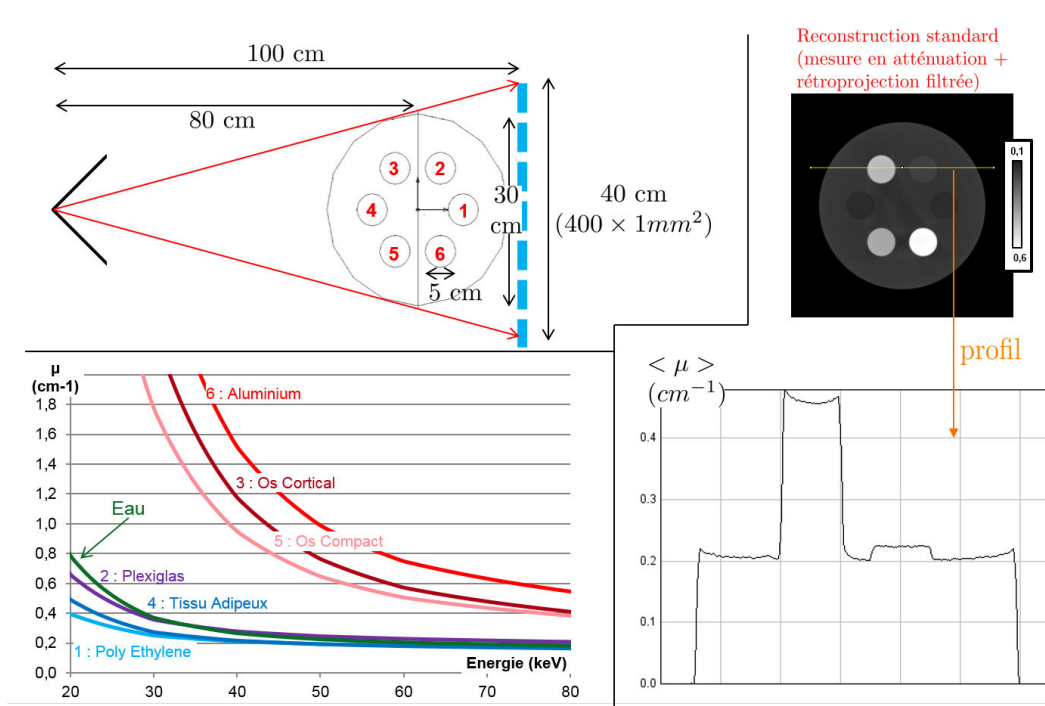 100 cm
80 cm
3
2
4
1
5
6
30
cm
5 cm
40 cm
(400 × 1mm²)
Reconstruction standard
(mesure en atténuation +
rétroprojection filtrée)
0,1
0,6
profil
μ
(cm-1)
1,8
1,6
1,4
1,2
1,0
0,8
0,6
0,4
0,2
0,0
20
30
40
50
60
70
80
Energie (keV)
6 : Aluminium
3 : Os Cortical
5 : Os Compact
Eau
2 : Plexiglas
4 : Tissu Adipeux
1 : Poly Ethylene
< μ >
(cm⁻¹)
0.4
0.3
0.2
0.1
0.0